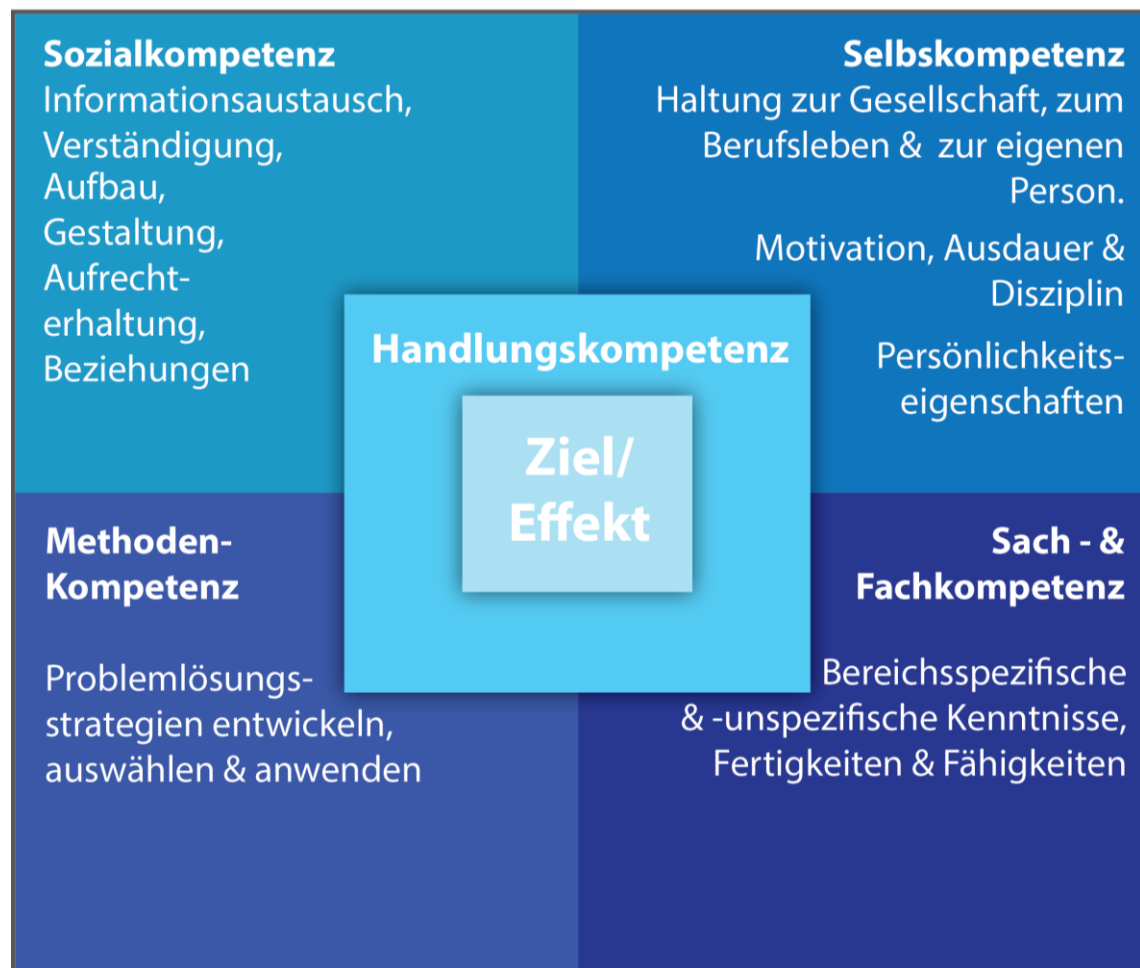 Sozialkompetenz
Informationsaustausch,
Verständigung,
Aufbau,
Gestaltung,
Aufrecht-
erhaltung,
Beziehungen
Selbskompetenz
Haltung zur Gesellschaft, zum
Berufsleben & zur eigenen
Person.
Motivation, Ausdauer &
Disziplin
Persönlichkeits-
eigenschaften
Handlungskompetenz
Ziel/
Effekt
Methoden-
Kompetenz
Problemlösungs-
strategien entwickeln,
auswählen & anwenden
Sach - &
Fachkompetenz
Bereichsspezifische
& -unspezifische Kenntnisse,
Fertigkeiten & Fähigkeiten